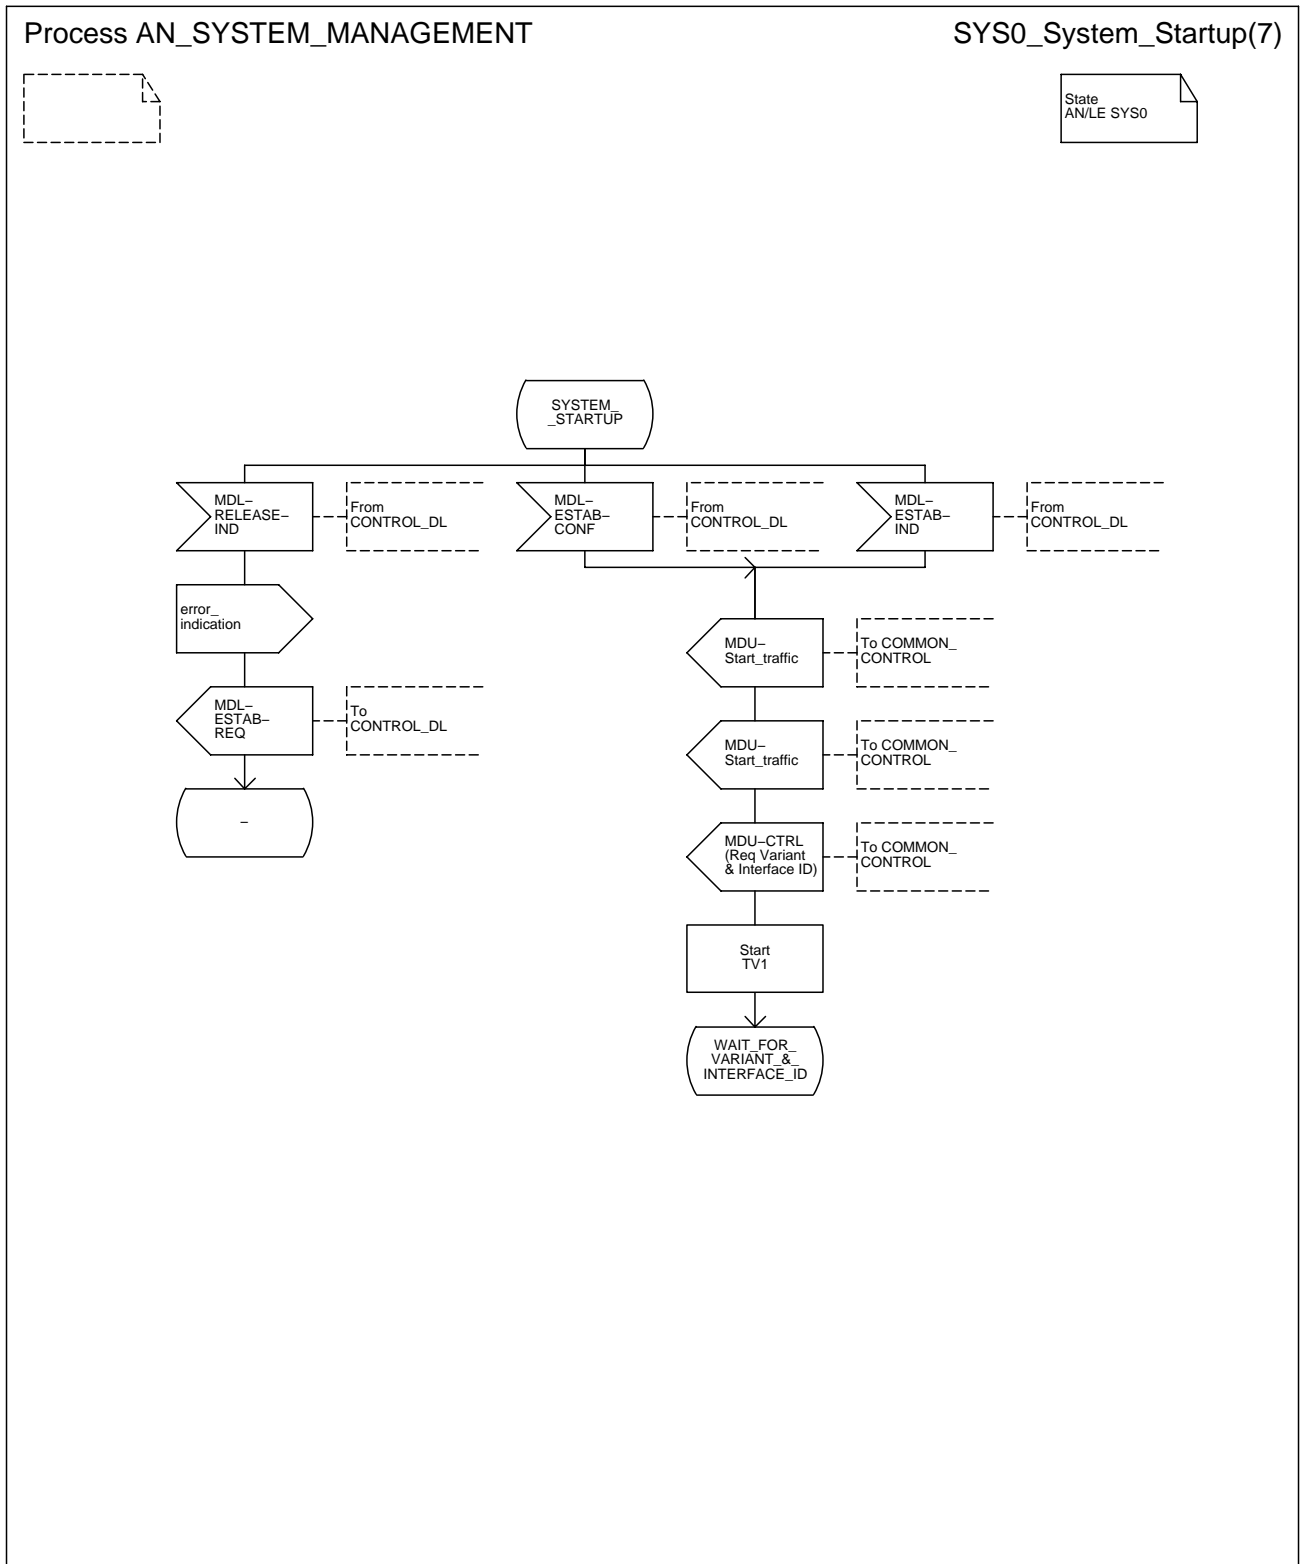 Process AN_SYSTEM_MANAGEMENT
SYS0_System_Startup(7)
State
AN/LE SYS0
SYSTEM_
_STARTUP
MDL–
RELEASE–
IND
From
CONTROL_DL
MDL–
ESTAB–
CONF
From
CONTROL_DL
MDL–
ESTAB–
IND
From
CONTROL_DL
error_
indication
MDL–
ESTAB–
REQ
To
CONTROL_DL
–
MDU–
Start_traffic
To COMMON_
CONTROL
MDU–
Start_traffic
To COMMON_
CONTROL
MDU–CTRL
(Req Variant
& Interface ID)
To COMMON_
CONTROL
Start
TV1
WAIT_FOR_
VARIANT_&_
INTERFACE_ID